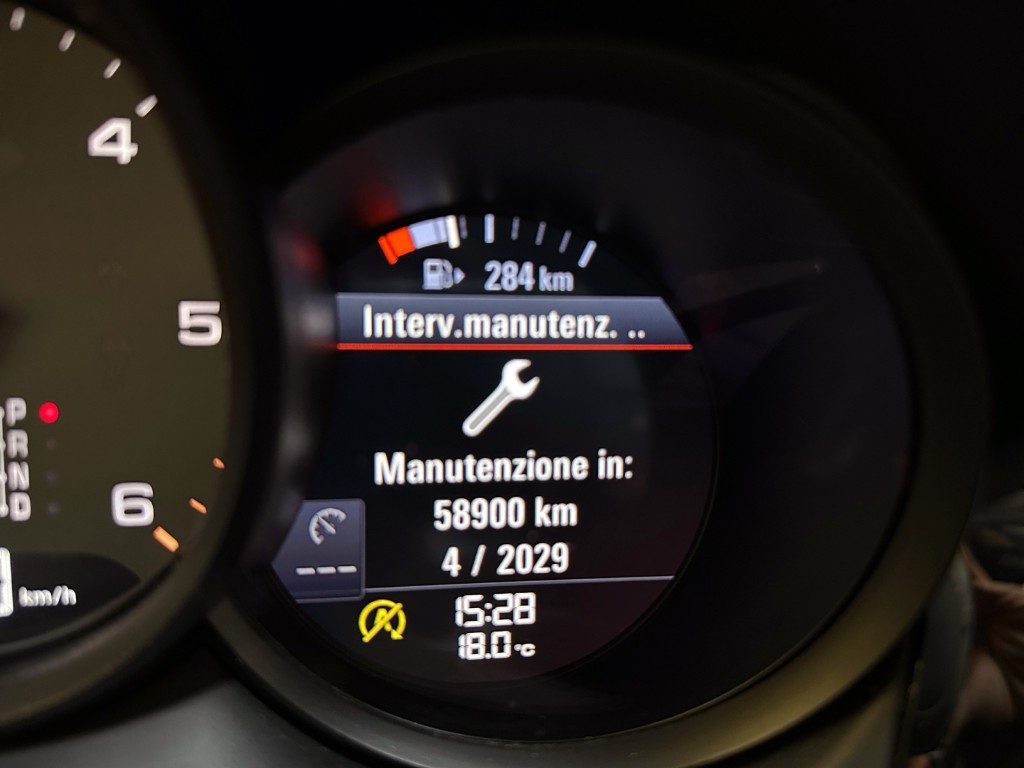 4
5
6
P
R
N
D
km/h
284 km
Interv.manutenz. ..
Manutenzione in:
58900 km
4 / 2029
---
A
15:28
18.0 °C